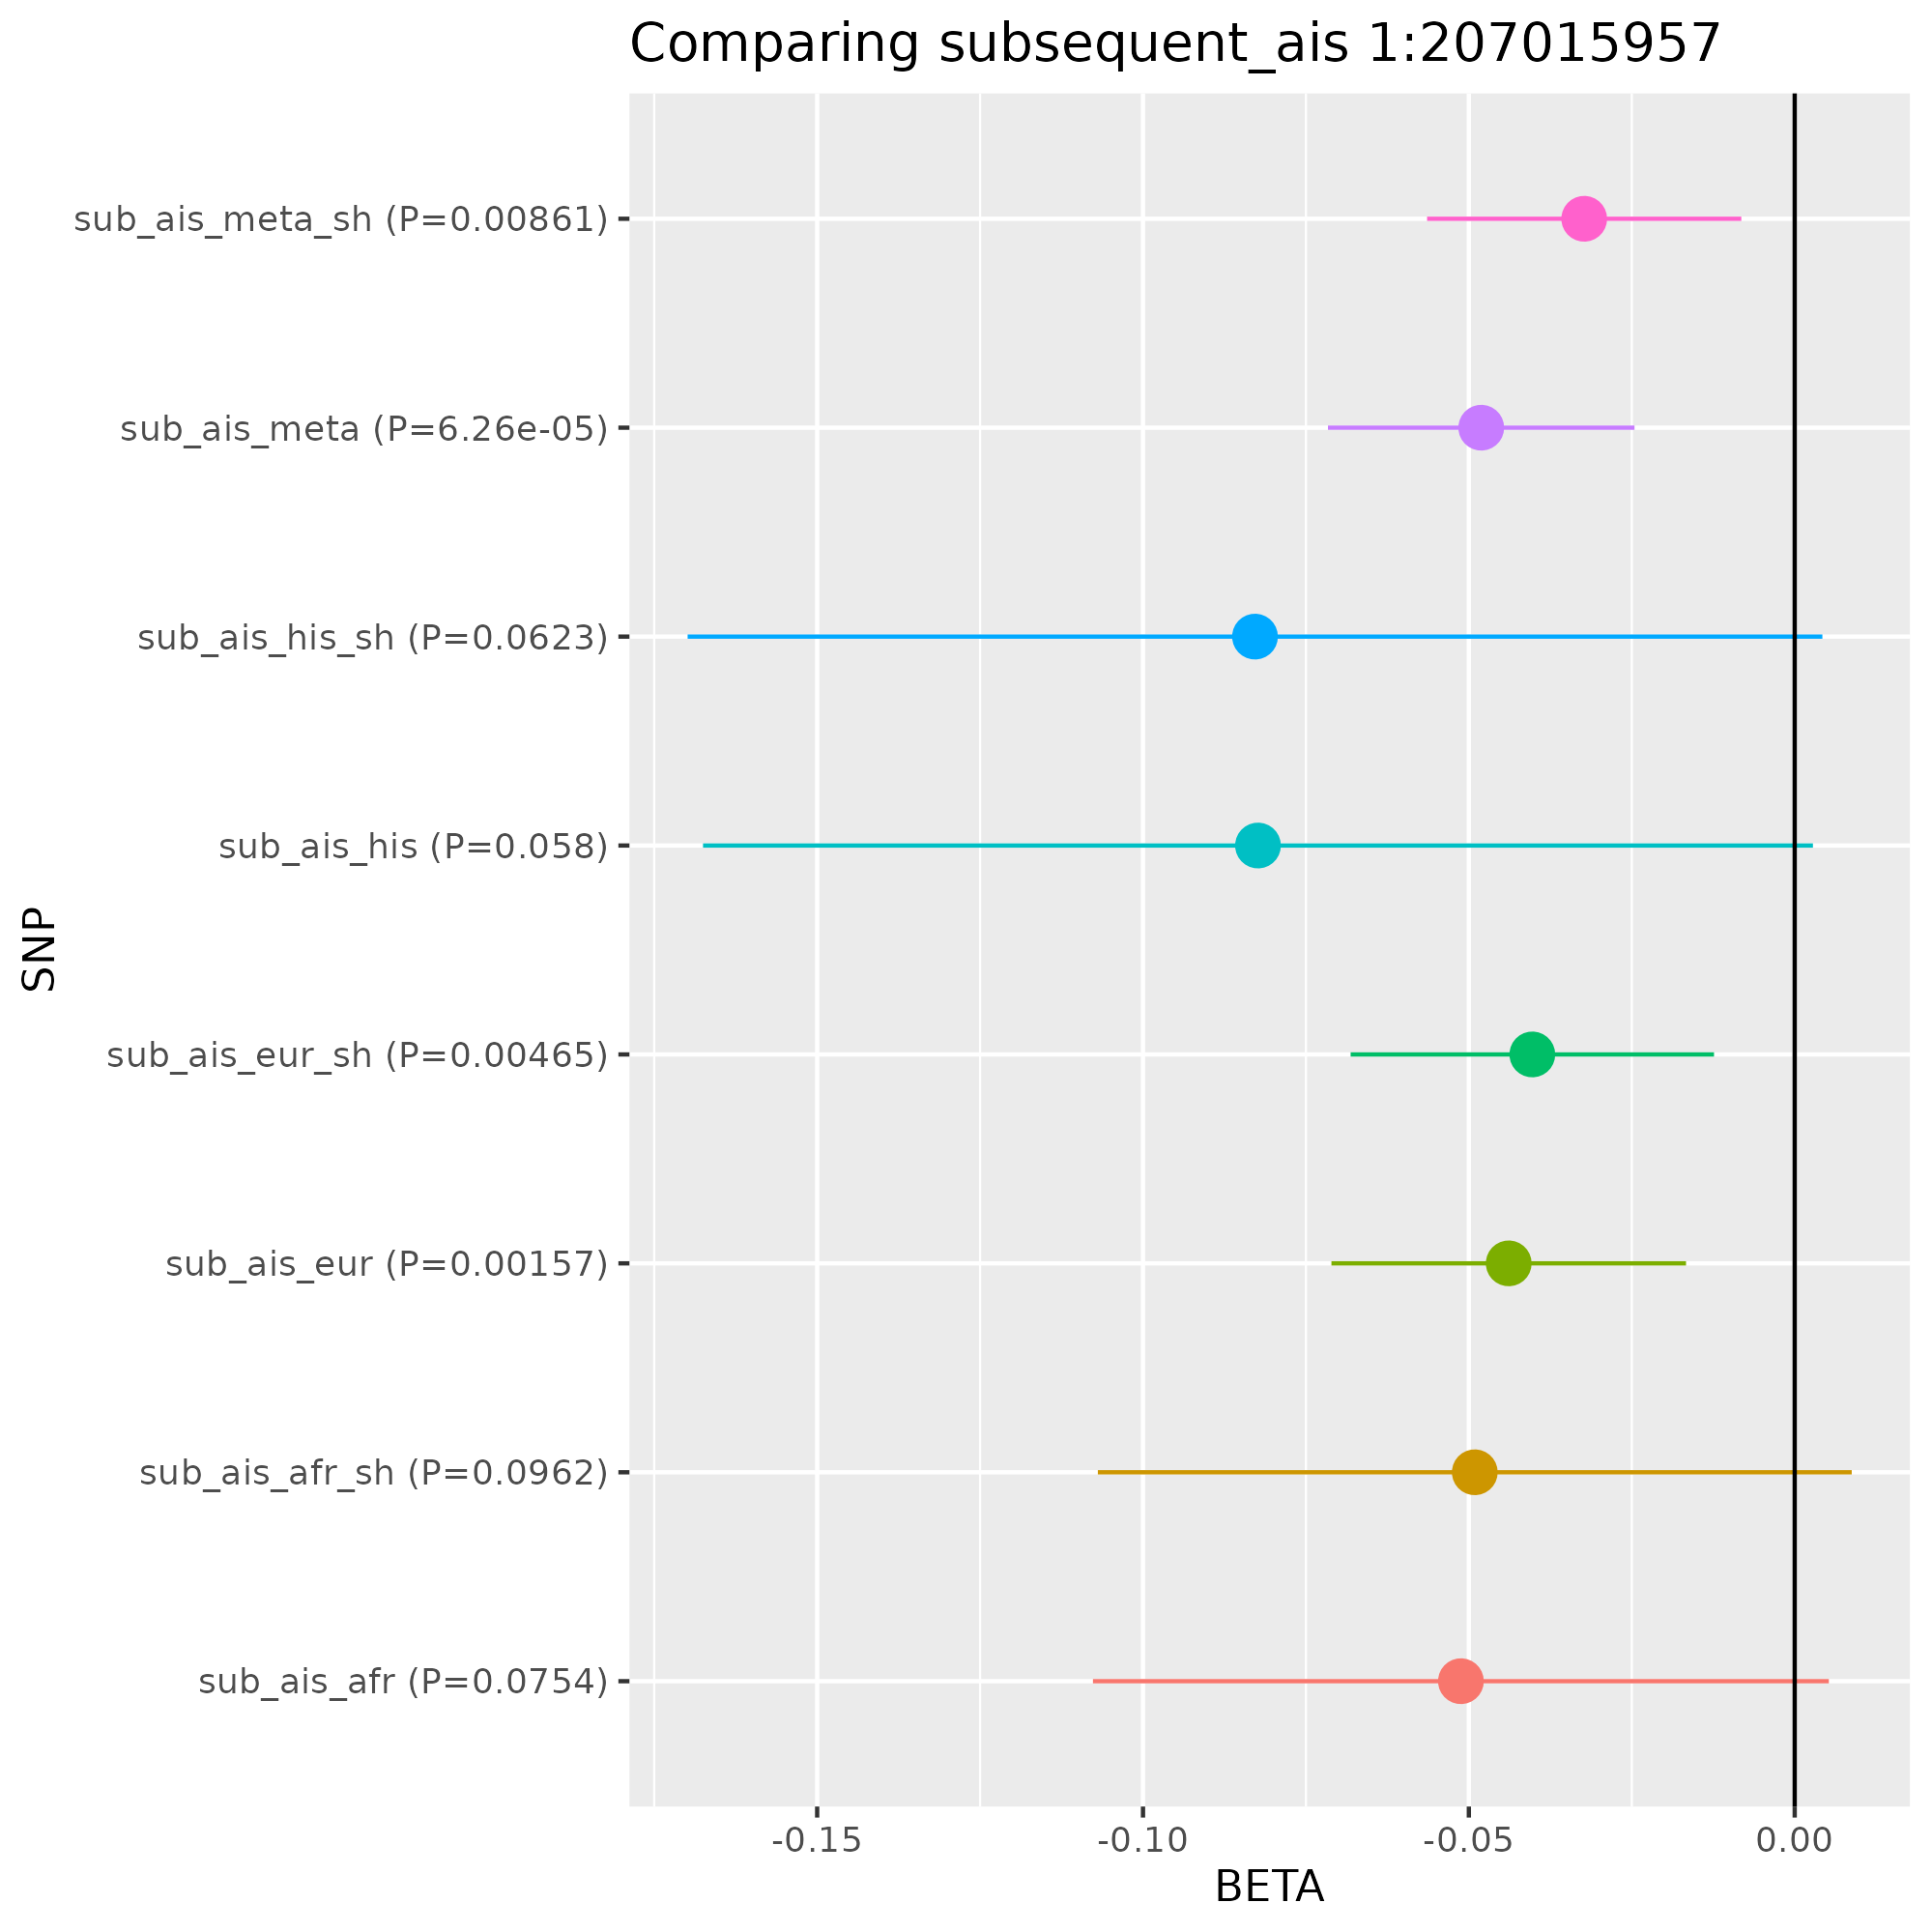 Comparing subsequent_ais 1:207015957
sub_ais_meta_sh (P=0.00861)
sub_ais_meta (P=6.26e-05)
sub_ais_his_sh (P=0.0623)
sub_ais_his (P=0.058)
SNP
sub_ais_eur_sh (P=0.00465)
sub_ais_eur (P=0.00157)
sub_ais_afr_sh (P=0.0962)
sub_ais_afr (P=0.0754)
-0.15 -0.10 -0.05 0.00
BETA